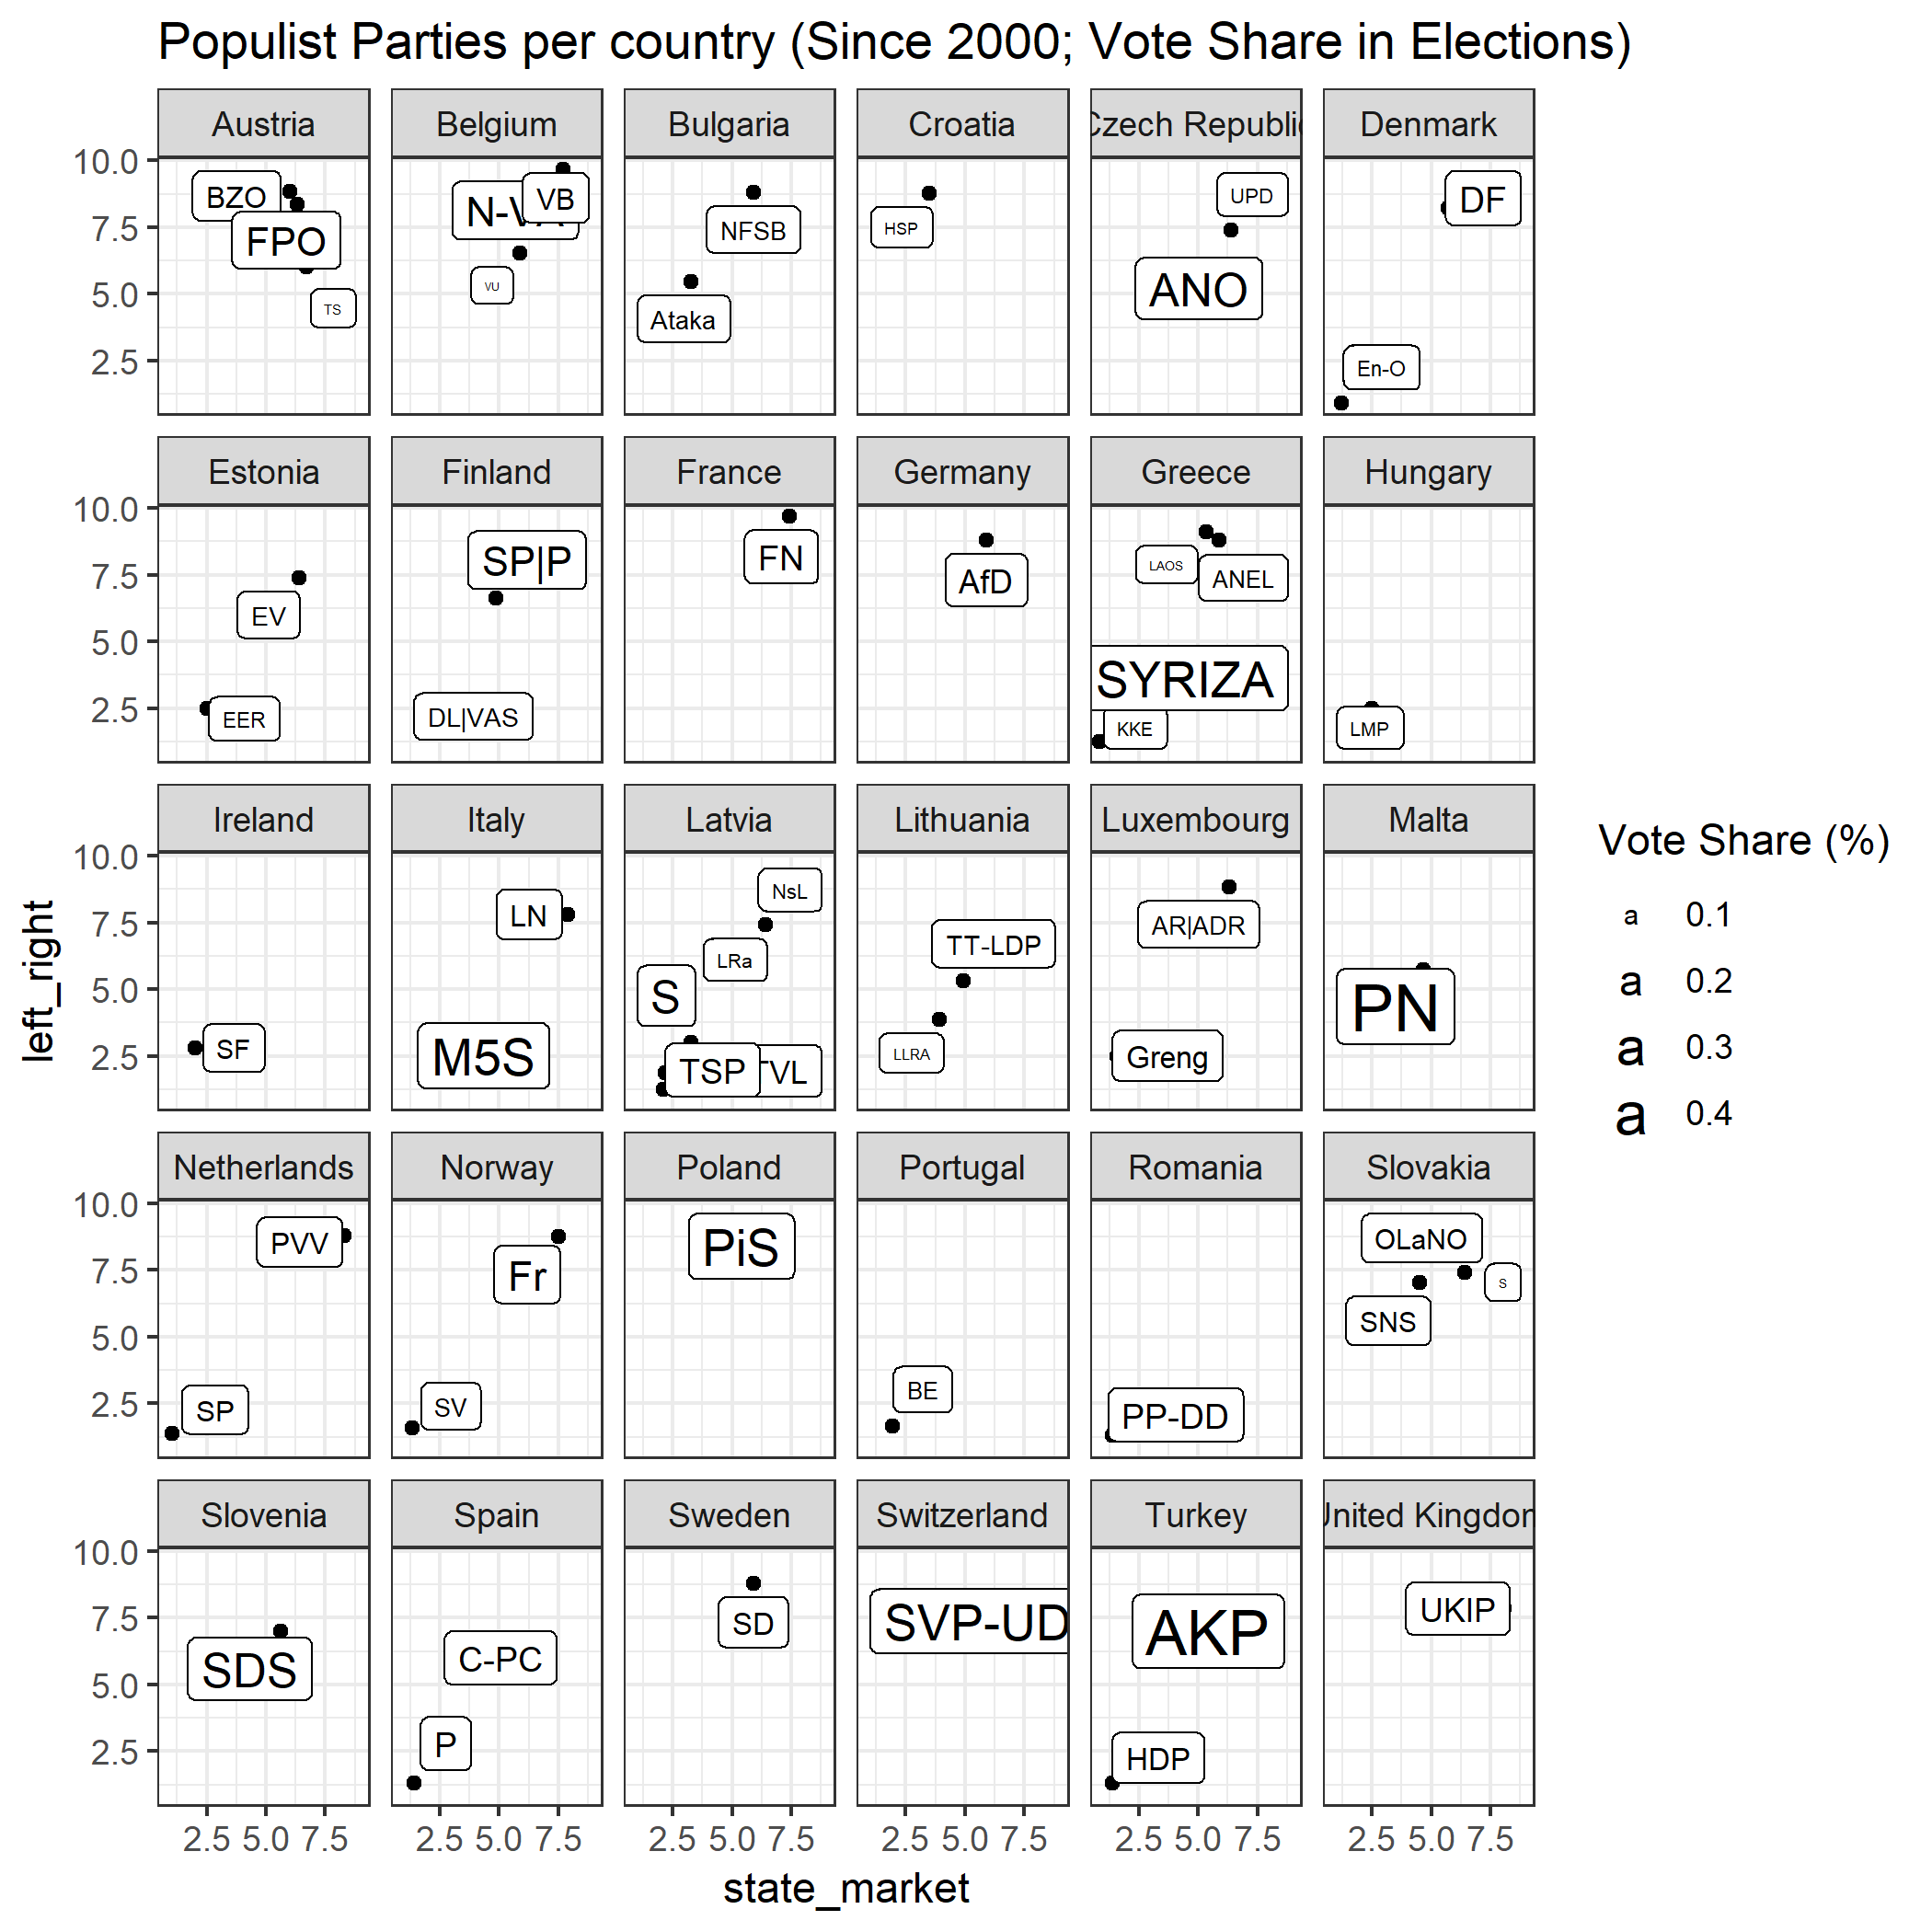 Populist Parties per country (Since 2000; Vote Share in Elections)
Austria Belgium Bulgaria Croatia Czech Republic Denmark
10.0
7.5
5.0
2.5
BZO
FPO
TS
N-VA
VB
VU
NFSB
Ataka
HSP
UPD
ANO
DF
En-O
Estonia Finland France Germany Greece Hungary
10.0
7.5
5.0
2.5
EV
EER
SP|P
DL|VAS
FN
AfD
LAOS
ANEL
SYRIZA
KKE
LMP
Ireland Italy Latvia Lithuania Luxembourg Malta
10.0
7.5
5.0
2.5
SF
LN
M5S
NsL
LRa
S
TSP
TVL
TT-LDP
LLRA
AR|ADR
Greng
PN
Netherlands Norway Poland Portugal Romania Slovakia
10.0
7.5
5.0
2.5
PVV
SP
Fr
SV
PiS
BE
PP-DD
OLaNO
S
SNS
Slovenia Spain Sweden Switzerland Turkey United Kingdom
10.0
7.5
5.0
2.5
SDS
C-PC
P
SD
SVP-UD
AKP
HDP
UKIP
2.5 5.0 7.5 2.5 5.0 7.5 2.5 5.0 7.5 2.5 5.0 7.5 2.5 5.0 7.5 2.5 5.0 7.5
state_market
left_right
Vote Share (%)
a 0.1
a 0.2
a 0.3
a 0.4